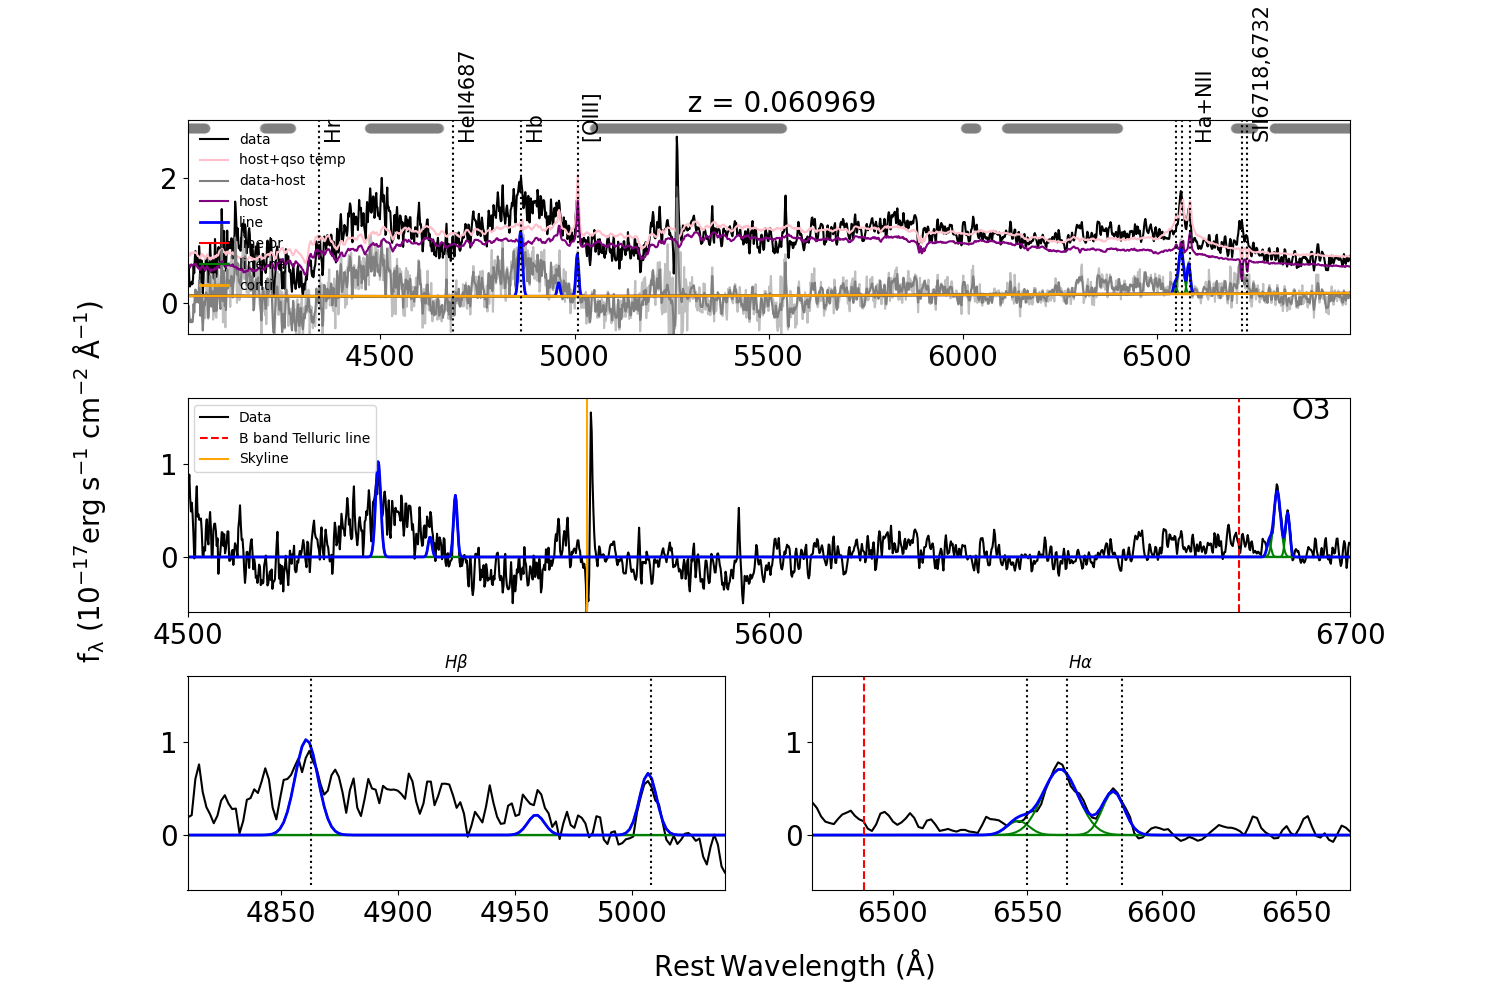 z = 0.060969
Hr
HeII4687
Hb
[OIII]
Ha+NII
SII6718,6732
data
host+qso temp
data-host
host
line
conti
2
0
4500
5000
5500
6000
6500
O3
Data
B band Telluric line
Skyline
1
0
4500
5600
6700
fλ (10−17erg s−1 cm−2 Å−1)
Hβ
1
0
4850
4900
4950
5000
Hα
1
0
6500
6550
6600
6650
Rest Wavelength (Å)